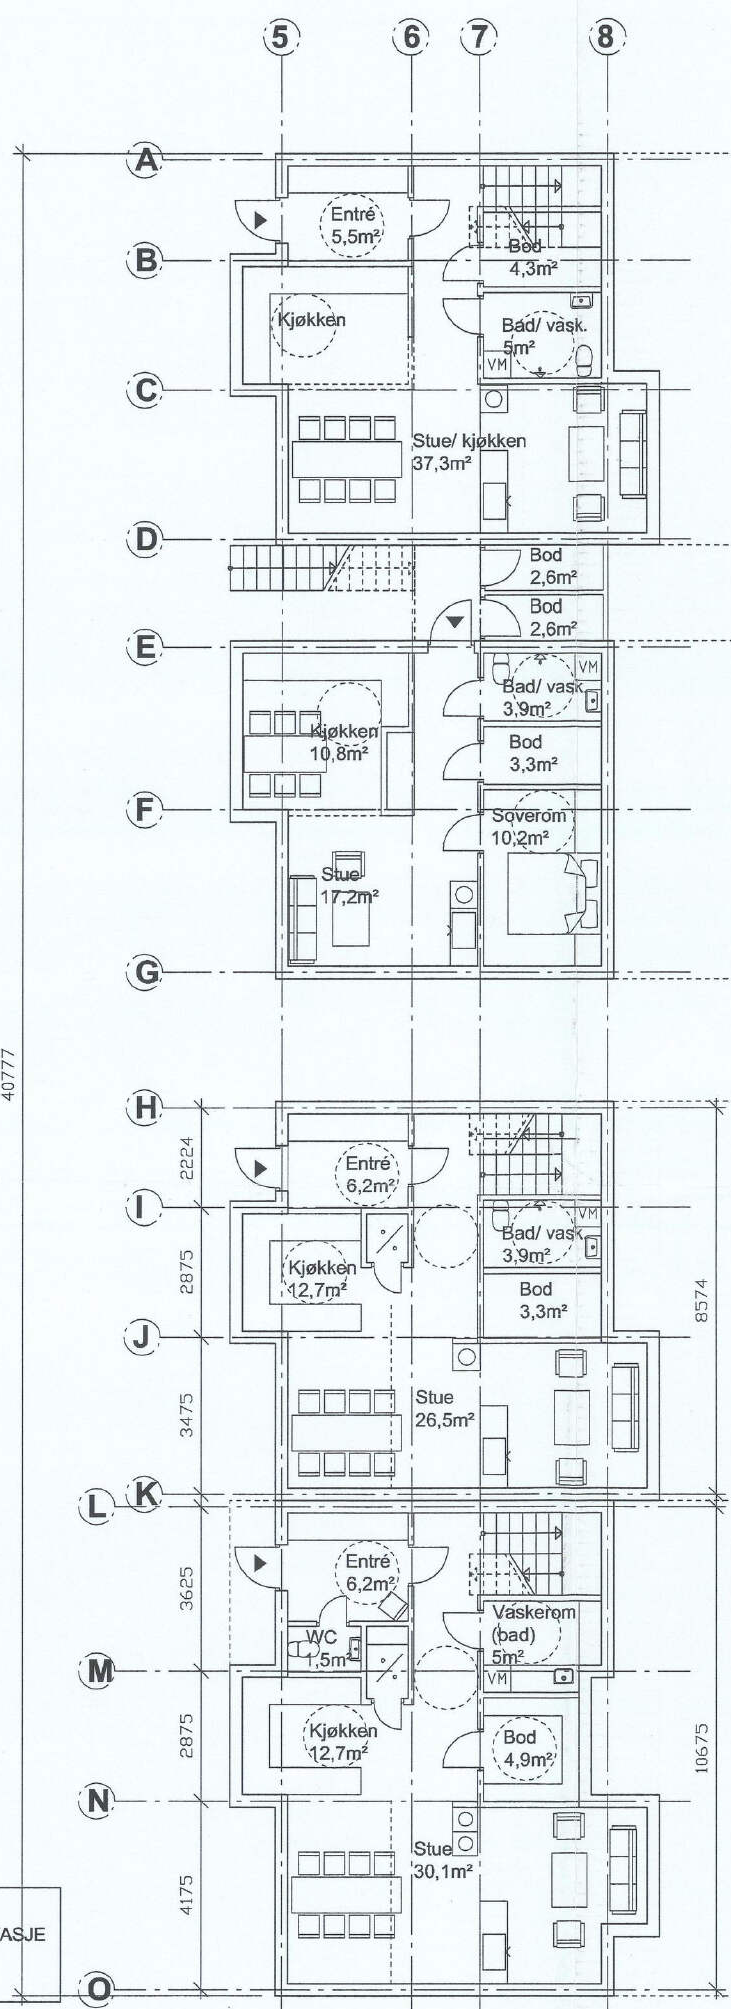 5 6 7 8
A
Entré
5,5m²
B
Bod
4,3m²
Kjøkken
Bad/ vask.
5m²
VM
C
Stue/ kjøkken
37,3m²
D
Bod
2,6m²
Bod
2,6m²
E
VM
Bad/ vask.
3,9m²
Kjøkken
10,8m²
Bod
3,3m²
F
Soverom
10,2m²
Stue
17,2m²
G
40777
H
2224
Entré
6,2m²
I
VM
Bad/ vask.
3,9m²
2875
Kjøkken
12,7m²
Bod
3,3m²
8574
J
3475
Stue
26,5m²
K
L
3625
Entré
6,2m²
WC
1,5m²
Vaskerom
(bad)
5m²
M
VM
2875
Kjøkken
12,7m²
Bod
4,9m²
10675
N
4175
Stue
30,1m²
ASJE
O